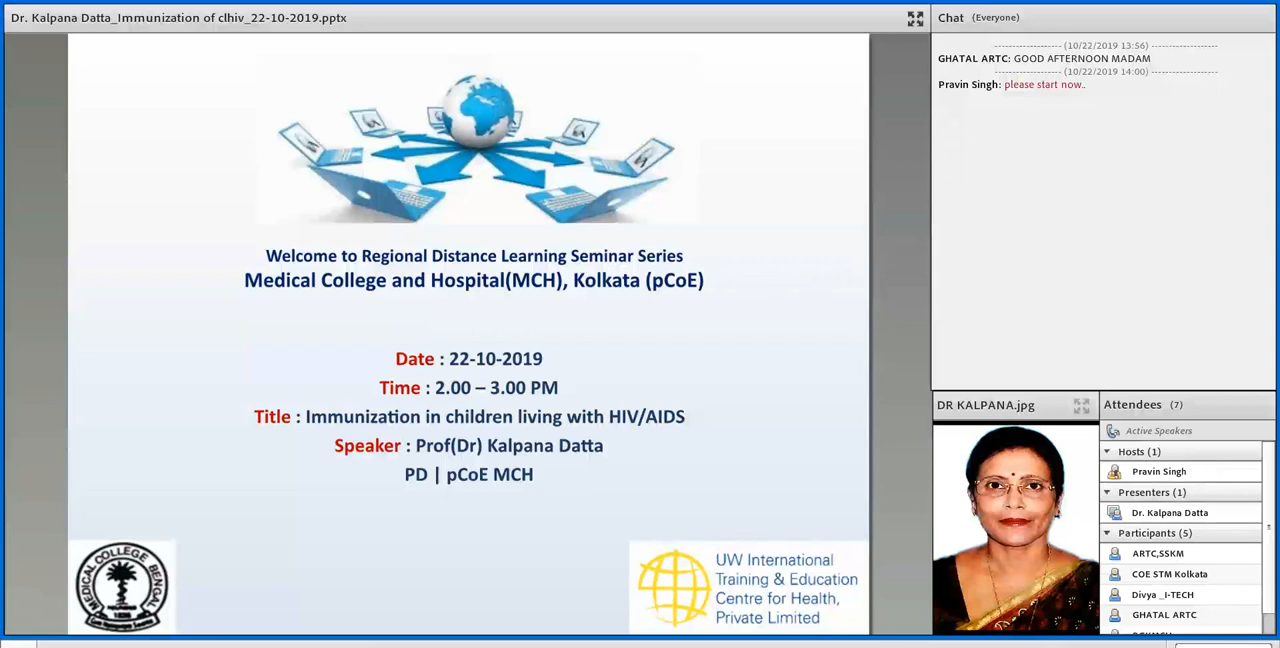 Dr. Kalpana Datta_Immunization of clhiv_22-10-2019.pptx
Welcome to Regional Distance Learning Seminar Series
Medical College and Hospital(MCH), Kolkata (pCoE)
Date : 22-10-2019
Time : 2.00 – 3.00 PM
Title : Immunization in children living with HIV/AIDS
Speaker : Prof(Dr) Kalpana Datta
PD | pCoE MCH
MEDICAL COLLEGE BENGAL
UW International
Training & Education
Centre for Health,
Private Limited
Chat (Everyone)
-------------------- (10/22/2019 13:56) --------------------
GHATAL ARTC: GOOD AFTERNOON MADAM
-------------------- (10/22/2019 14:00) --------------------
Pravin Singh: please start now..
DR KALPANA.jpg
Attendees (7)
Active Speakers
Hosts (1)
Pravin Singh
Presenters (1)
Dr. Kalpana Datta
Participants (5)
ARTC,SSKM
COE STM Kolkata
Divya _I-TECH
GHATAL ARTC